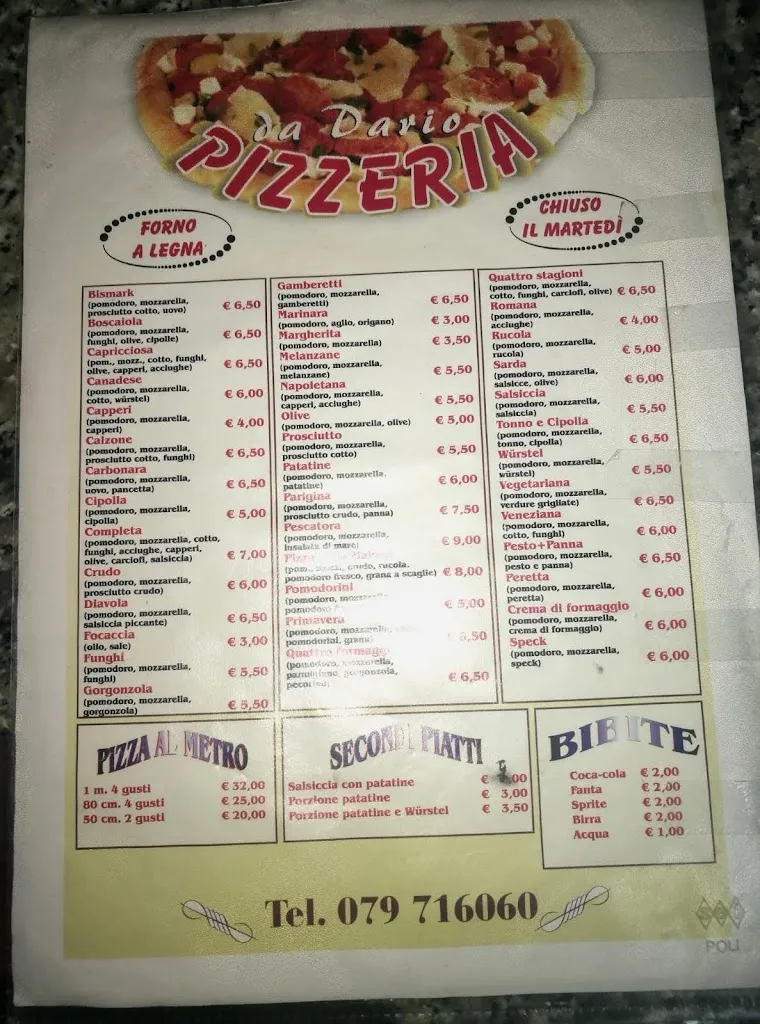 da Dario
PIZZERIA
FORNO
A LEGNA
CHIUSO
IL MARTEDÌ
Bismark
(pomodoro, mozzarella,
prosciutto cotto, uovo) € 6,50
Boscaiola
(pomodoro, mozzarella,
funghi, olive, cipolle) € 6,50
Capricciosa
(pom., mozz., cotto, funghi,
olive, capperi, acciughe) € 6,50
Canadese
(pomodoro, mozzarella,
cotto, würstel) € 6,00
Capperi
(pomodoro, mozzarella,
capperi) € 4,00
Calzone
(pomodoro, mozzarella,
prosciutto cotto, funghi) € 6,50
Carbonara
(pomodoro, mozzarella,
uovo, pancetta) € 6,50
Cipolla
(pomodoro, mozzarella,
cipolla) € 5,00
Completa
(pomodoro, mozzarella, cotto,
funghi, acciughe, capperi,
olive, carciofi, salsiccia) € 7,00
Crudo
(pomodoro, mozzarella,
prosciutto crudo) € 6,00
Diavola
(pomodoro, mozzarella,
salsiccia piccante) € 6,50
Focaccia
(olio, sale) € 3,00
Funghi
(pomodoro, mozzarella,
funghi) € 5,50
Gorgonzola
(pomodoro, mozzarella,
gorgonzola) € 5,50
Gamberetti
(pomodoro, mozzarella,
gamberetti) € 6,50
Marinara
(pomodoro, aglio, origano) € 3,00
Margherita
(pomodoro, mozzarella) € 3,50
Melanzane
(pomodoro, mozzarella,
melanzane) € 5,50
Napoletana
(pomodoro, mozzarella,
capperi, acciughe) € 5,50
Olive
(pomodoro, mozzarella, olive) € 5,00
Prosciutto
(pomodoro, mozzarella,
prosciutto cotto) € 5,50
Patatine
(pomodoro, mozzarella,
patatine) € 6,00
Parigina
(pomodoro, mozzarella,
prosciutto crudo, panna) € 7,50
Pescatora
(pomodoro, mozzarella,
insalata di mare) € 9,00
(pom., crudo, rucola,
pomodoro fresco, grana a scaglie) € 8,00
Pomodorini
(pomodoro, mozzarella,
pomodoro € 5,00
Primavera
(pomodoro, mozzarella,
pomodorini, grana)
Quattro formaggi
(pomodoro, mozzarella,
parmigiano, gorgonzola,
pecorino) € 6,50
Quattro stagioni
(pomodoro, mozzarella,
cotto, funghi, carciofi, olive) € 6,50
Romana
(pomodoro, mozzarella,
acciughe) € 4,00
Rucola
(pomodoro, mozzarella,
rucola) € 5,00
Sarda
(pomodoro, mozzarella,
salsicce, olive) € 6,00
Salsiccia
(pomodoro, mozzarella,
salsiccia) € 5,50
Tonno e Cipolla
(pomodoro, mozzarella,
tonno, cipolla) € 6,50
Würstel
(pomodoro, mozzarella,
würstel) € 5,50
Vegetariana
(pomodoro, mozzarella,
verdure grigliate) € 6,50
Veneziana
(pomodoro, mozzarella,
cotto, funghi) € 6,00
Pesto+Panna
(pomodoro, mozzarella,
pesto e panna) € 6,50
Peretta
(pomodoro, mozzarella,
peretta) € 6,00
Crema di formaggio
(pomodoro, mozzarella,
crema di formaggio) € 6,00
Speck
(pomodoro, mozzarella,
speck) € 6,00
PIZZA AL METRO
1 m. 4 gusti € 32,00
80 cm. 4 gusti € 25,00
50 cm. 2 gusti € 20,00
SECONDI PIATTI
Salsiccia con patatine €
Porzione patatine € 3,00
Porzione patatine e Würstel € 3,50
BIBITE
Coca-cola € 2,00
Fanta € 2,00
Sprite € 2,00
Birra € 2,00
Acqua € 1,00
Tel. 079 716060
POLI